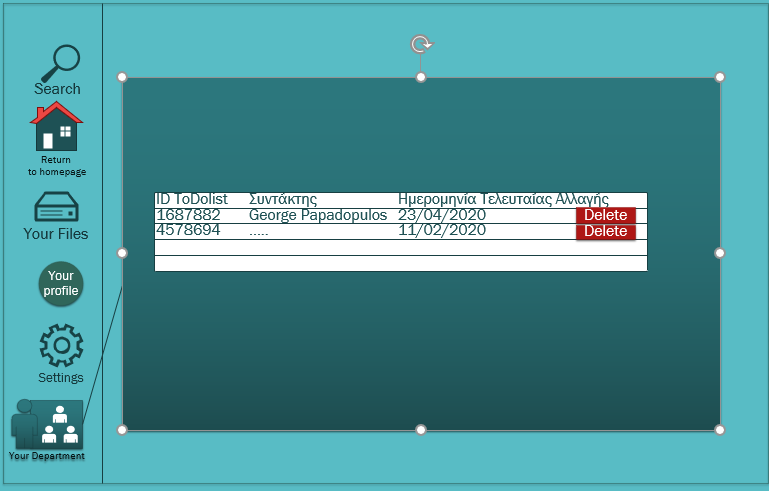 Search
Return
to homepage
Your Files
Your
profile
Settings
Your Department
ID ToDolist Συντάκτης Ημερομηνία Τελευταίας Αλλαγής
1687882 George Papadopulos 23/04/2020 Delete
4578694 ..... 11/02/2020 Delete